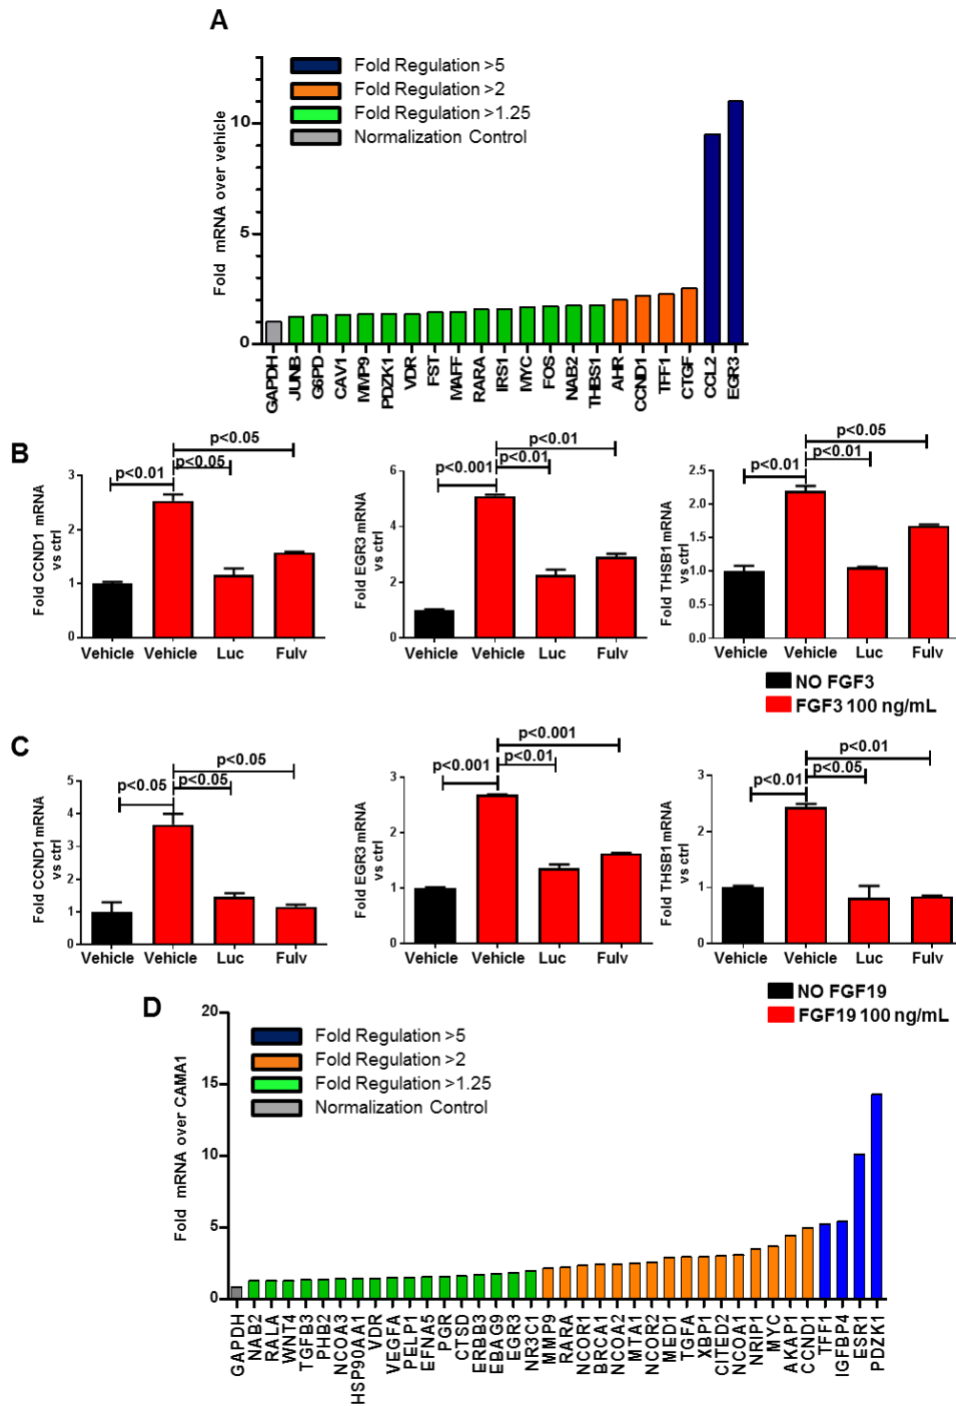 A
Fold Regulation >5
Fold Regulation >2
Fold Regulation >1.25
Normalization Control
Fold mRNA over vehicle
10
5
0
GAPDH
JUNB
G6PD
CAV1
MMP9
PDZK1
VDR
FST
MAFF
RARA
IRS1
MYC
FOS
NAB2
THBS1
AHR
CCND1
TFF1
CTGF
CCL2
EGR3
B
Fold CCND1 mRNA
vs ctrl
3
2
1
0
p<0.05
p<0.01
p<0.05
Vehicle Vehicle Luc Fulv
Fold EGR3 mRNA
vs ctrl
6
4
2
0
p<0.01
p<0.001
p<0.01
Vehicle Vehicle Luc Fulv
Fold THSB1 mRNA
vs ctrl
2.5
2.0
1.5
1.0
0.5
0.0
p<0.05
p<0.01
p<0.01
Vehicle Vehicle Luc Fulv
NO FGF3
FGF3 100 ng/mL
C
Fold CCND1 mRNA
vs ctrl
5
4
3
2
1
0
p<0.05
p<0.05
p<0.05
Vehicle Vehicle Luc Fulv
Fold EGR3 mRNA
vs ctrl
3
2
1
0
p<0.001
p<0.001
p<0.01
Vehicle Vehicle Luc Fulv
Fold THSB1 mRNA
vs ctrl
3
2
1
0
p<0.01
p<0.01
p<0.05
Vehicle Vehicle Luc Fulv
NO FGF19
FGF19 100 ng/mL
D
Fold Regulation >5
Fold Regulation >2
Fold Regulation >1.25
Normalization Control
Fold mRNA over CAMA1
20
15
10
5
0
GAPDH
NAB2
RALA
WNT4
TGFB3
PHB2
NCOA3
HSP90AA1
VDR
VEGFA
PELP1
EFNA5
PGR
CTSD
ERBB3
EBAG9
EGR3
NR3C1
MMP9
RARA
NCOR1
BRCA1
NCOA2
MTA1
NCOR2
MED1
TGFA
XBP1
CITED2
NCOA1
NRIP1
MYC
AKAP1
CCND1
TFF1
IGFBP4
ESR1
PDZK1